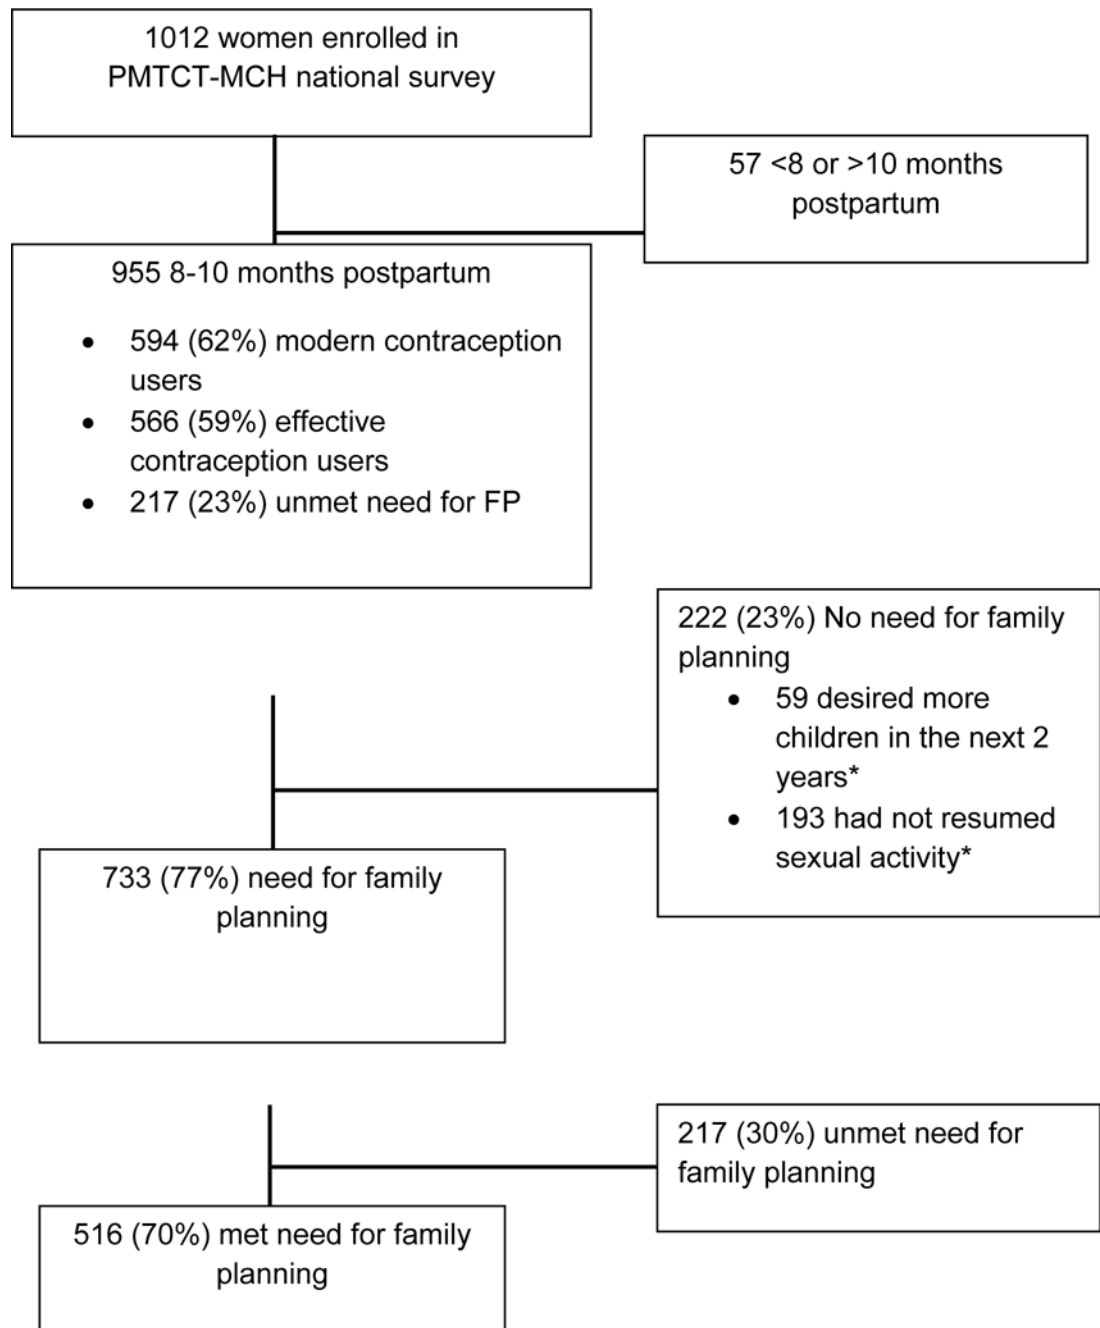 1012 women enrolled in
PMTCT-MCH national survey
57 <8 or >10 months
postpartum
955 8-10 months postpartum
• 594 (62%) modern contraception
users
• 566 (59%) effective
contraception users
• 217 (23%) unmet need for FP
222 (23%) No need for family
planning
• 59 desired more
children in the next 2
years*
• 193 had not resumed
sexual activity*
733 (77%) need for family
planning
217 (30%) unmet need for
family planning
516 (70%) met need for family
planning